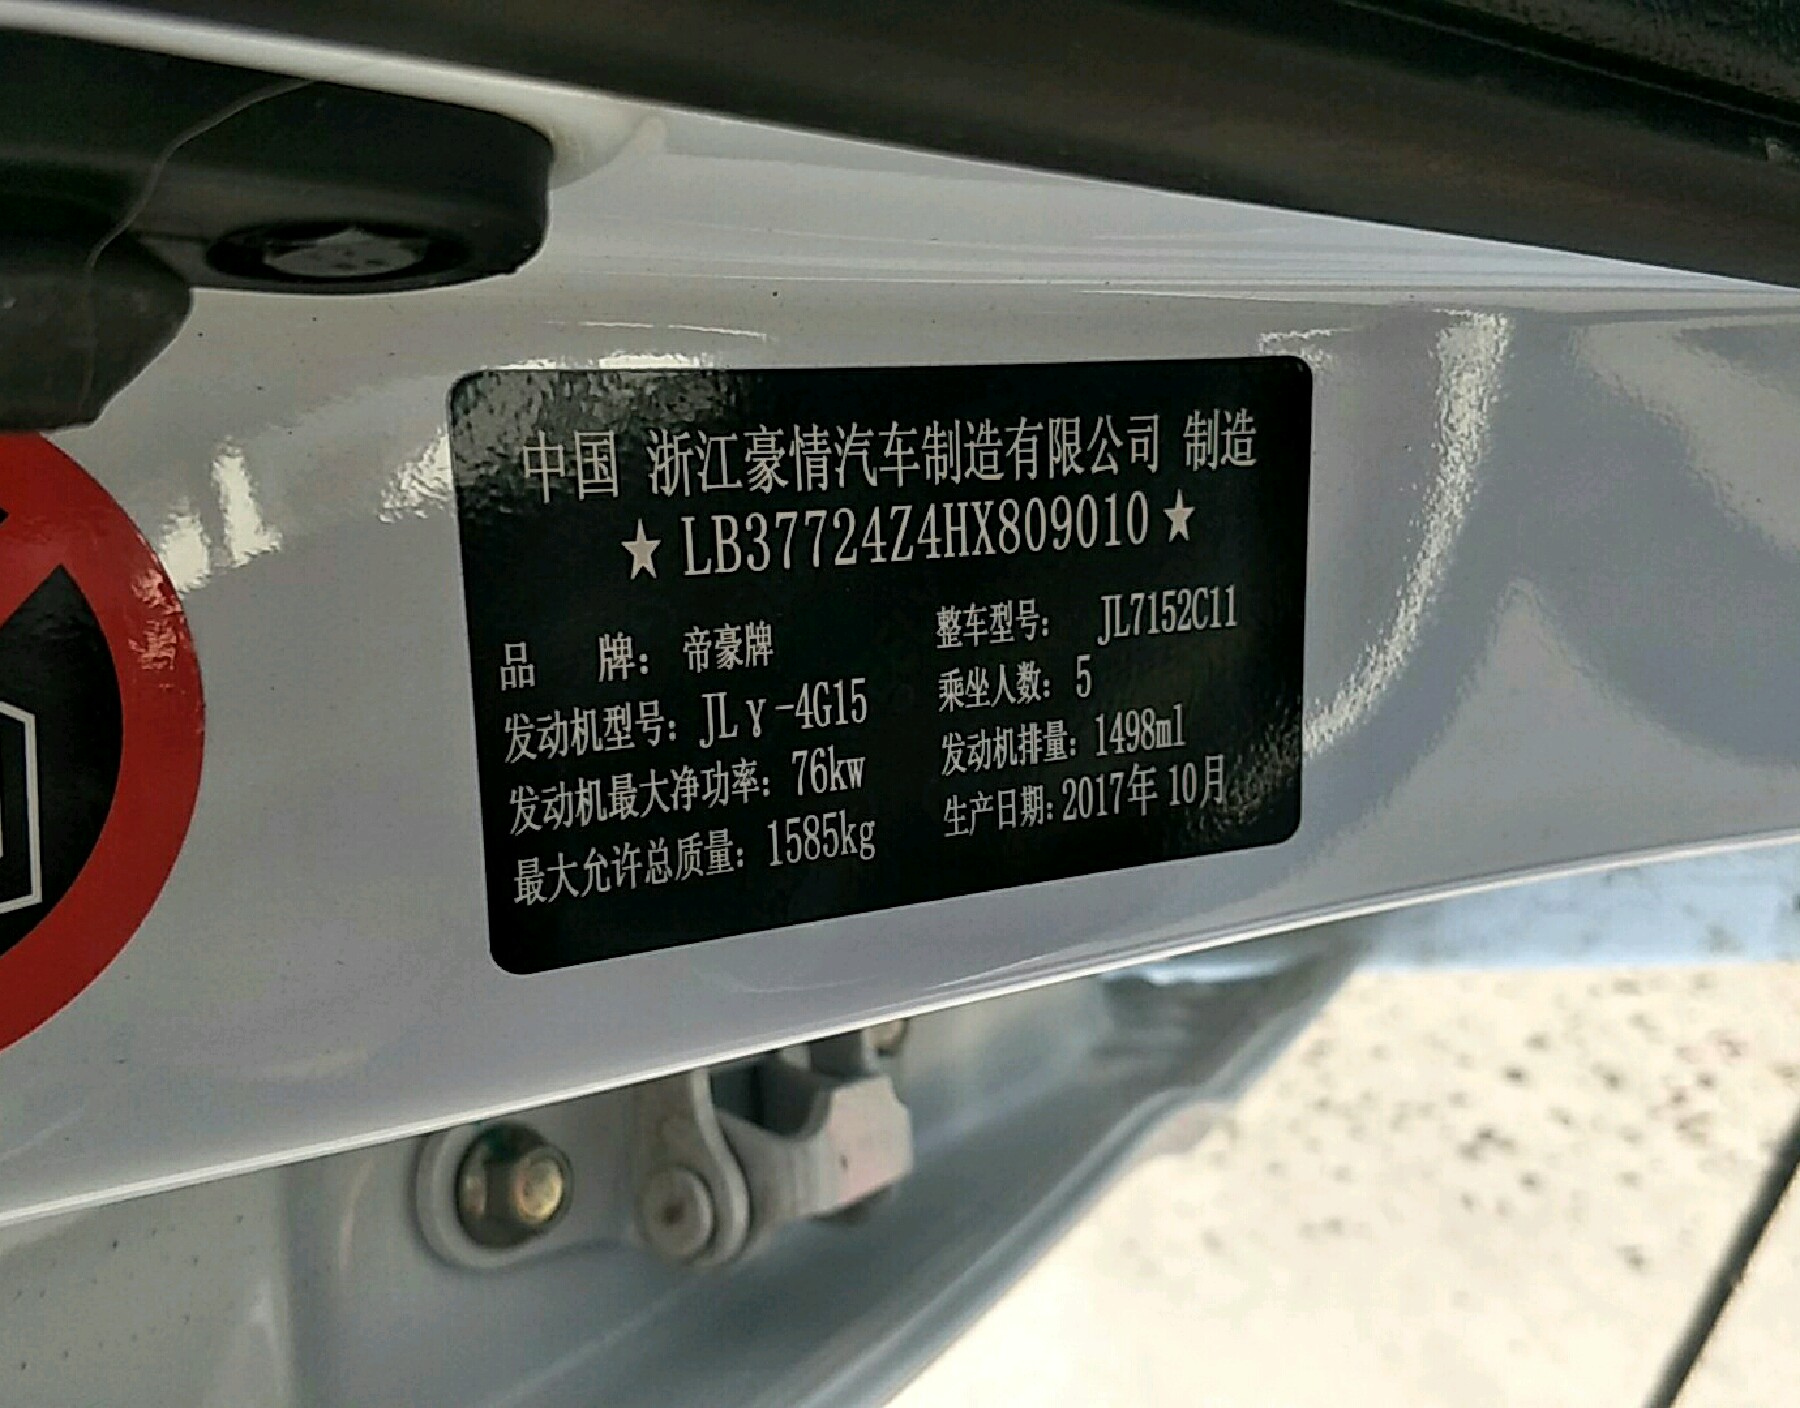 中国 浙江豪情汽车制造有限公司 制造
★LB37724Z4HX809010★
品 牌：帝豪牌
整车型号： JL7152C11
发动机型号：JLγ-4G15
乘坐人数：5
发动机最大净功率：76kw
发动机排量：1498ml
最大允许总质量：1585kg
生产日期:2017年 10月